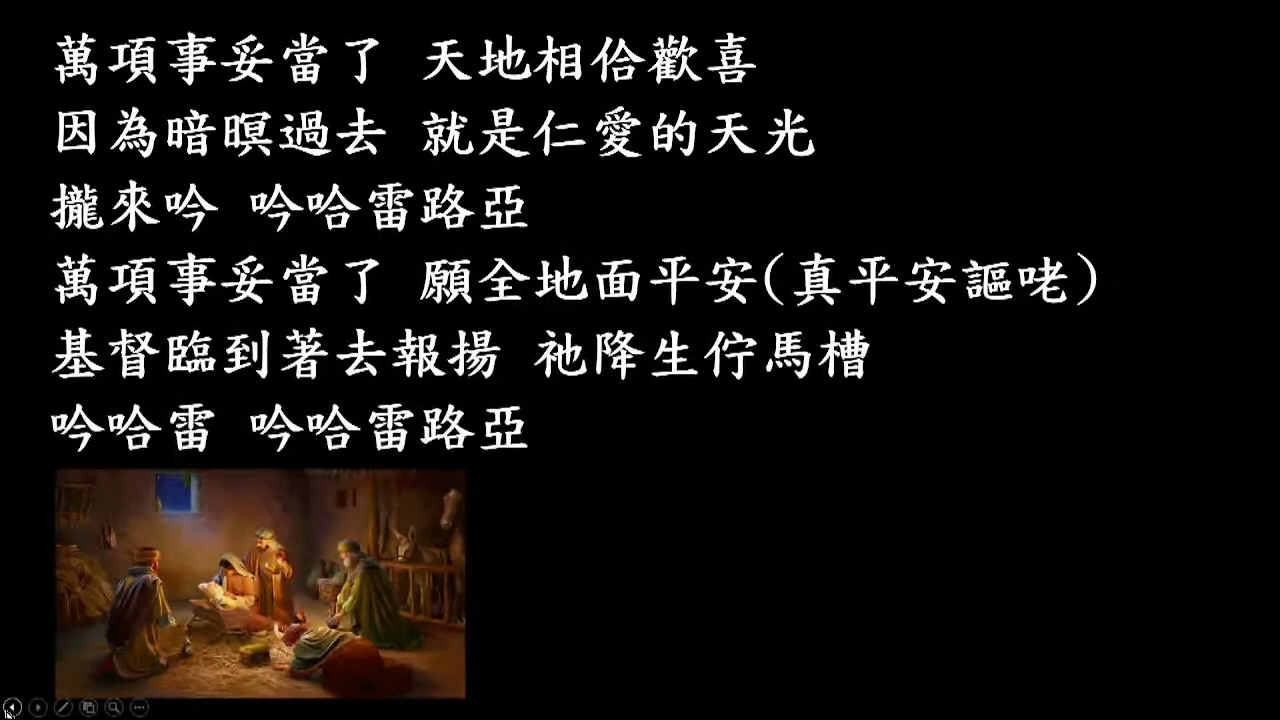 萬項事妥當了 天地相佮歡喜
因為暗暝過去 就是仁愛的天光
攏來吟 吟哈雷路亞
萬項事妥當了 願全地面平安(真平安謳咾)
基督臨到著去報揚 祂降生佇馬槽
吟哈雷 吟哈雷路亞